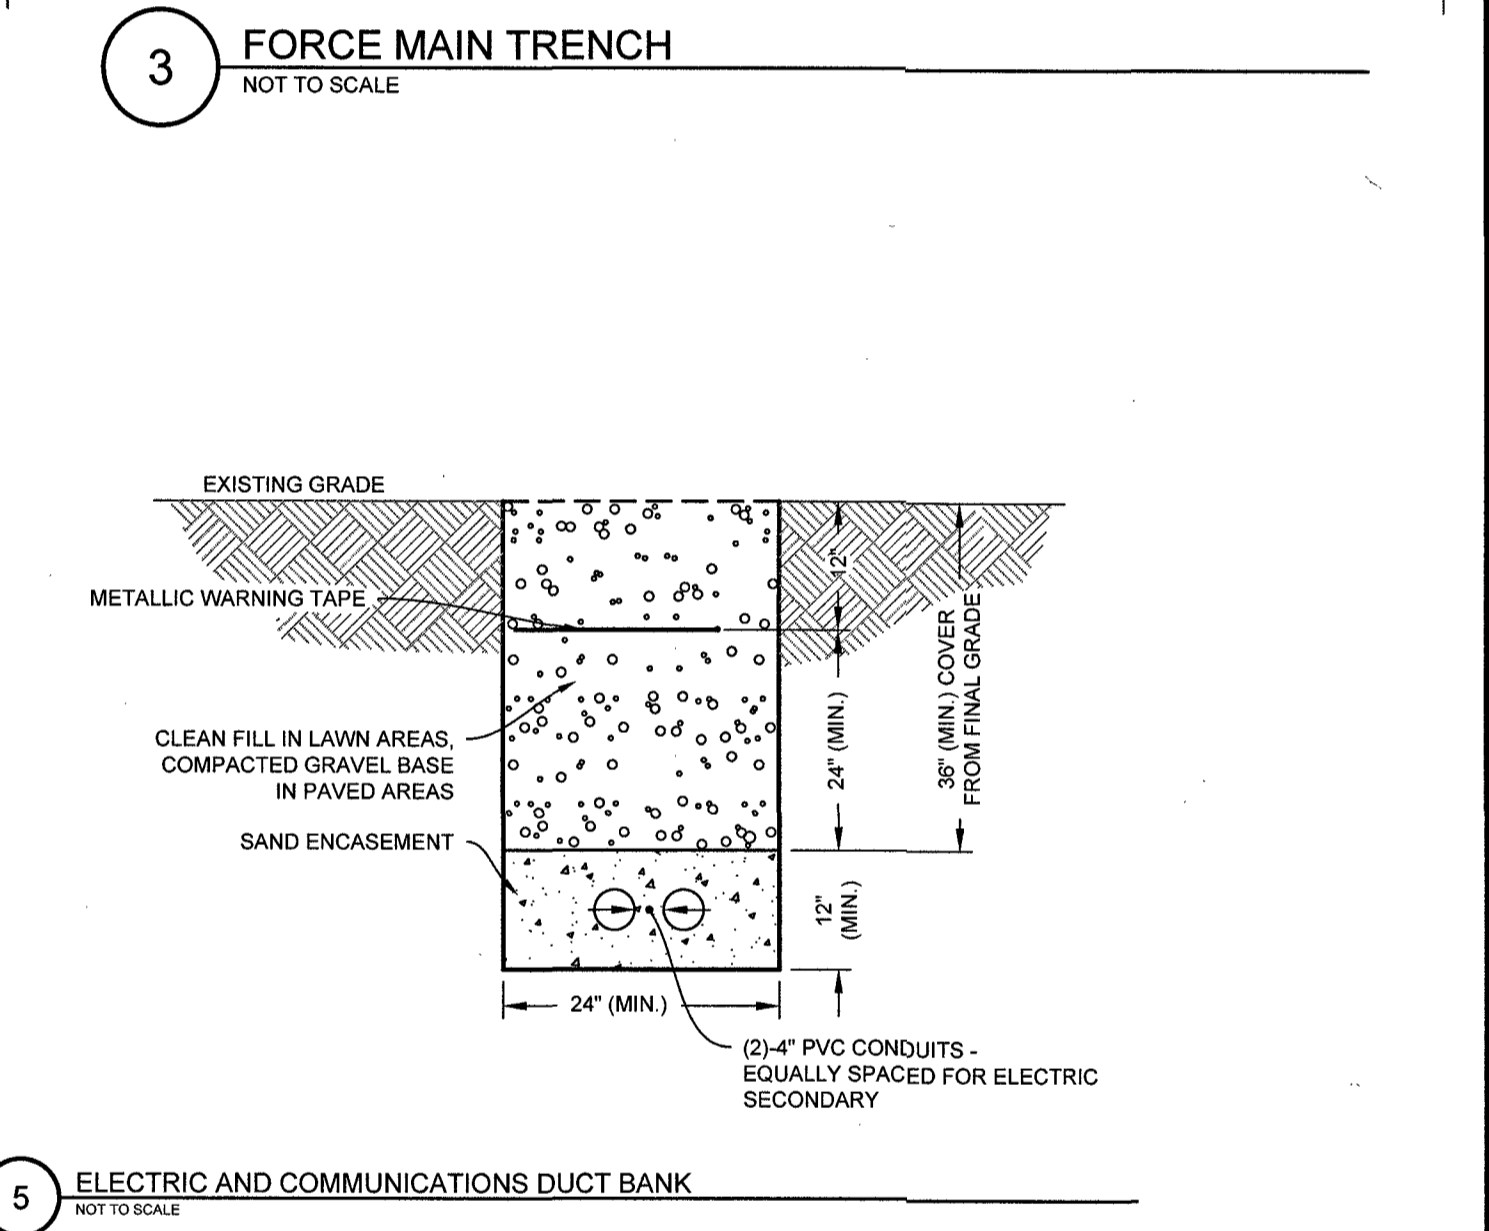 3
FORCE MAIN TRENCH
NOT TO SCALE
EXISTING GRADE
METALLIC WARNING TAPE
12"
CLEAN FILL IN LAWN AREAS,
COMPACTED GRAVEL BASE
IN PAVED AREAS
24" (MIN.)
36" (MIN.) COVER
FROM FINAL GRADE
SAND ENCASEMENT
12"
(MIN.)
24" (MIN.)
(2)-4" PVC CONDUITS -
EQUALLY SPACED FOR ELECTRIC
SECONDARY
5
ELECTRIC AND COMMUNICATIONS DUCT BANK
NOT TO SCALE